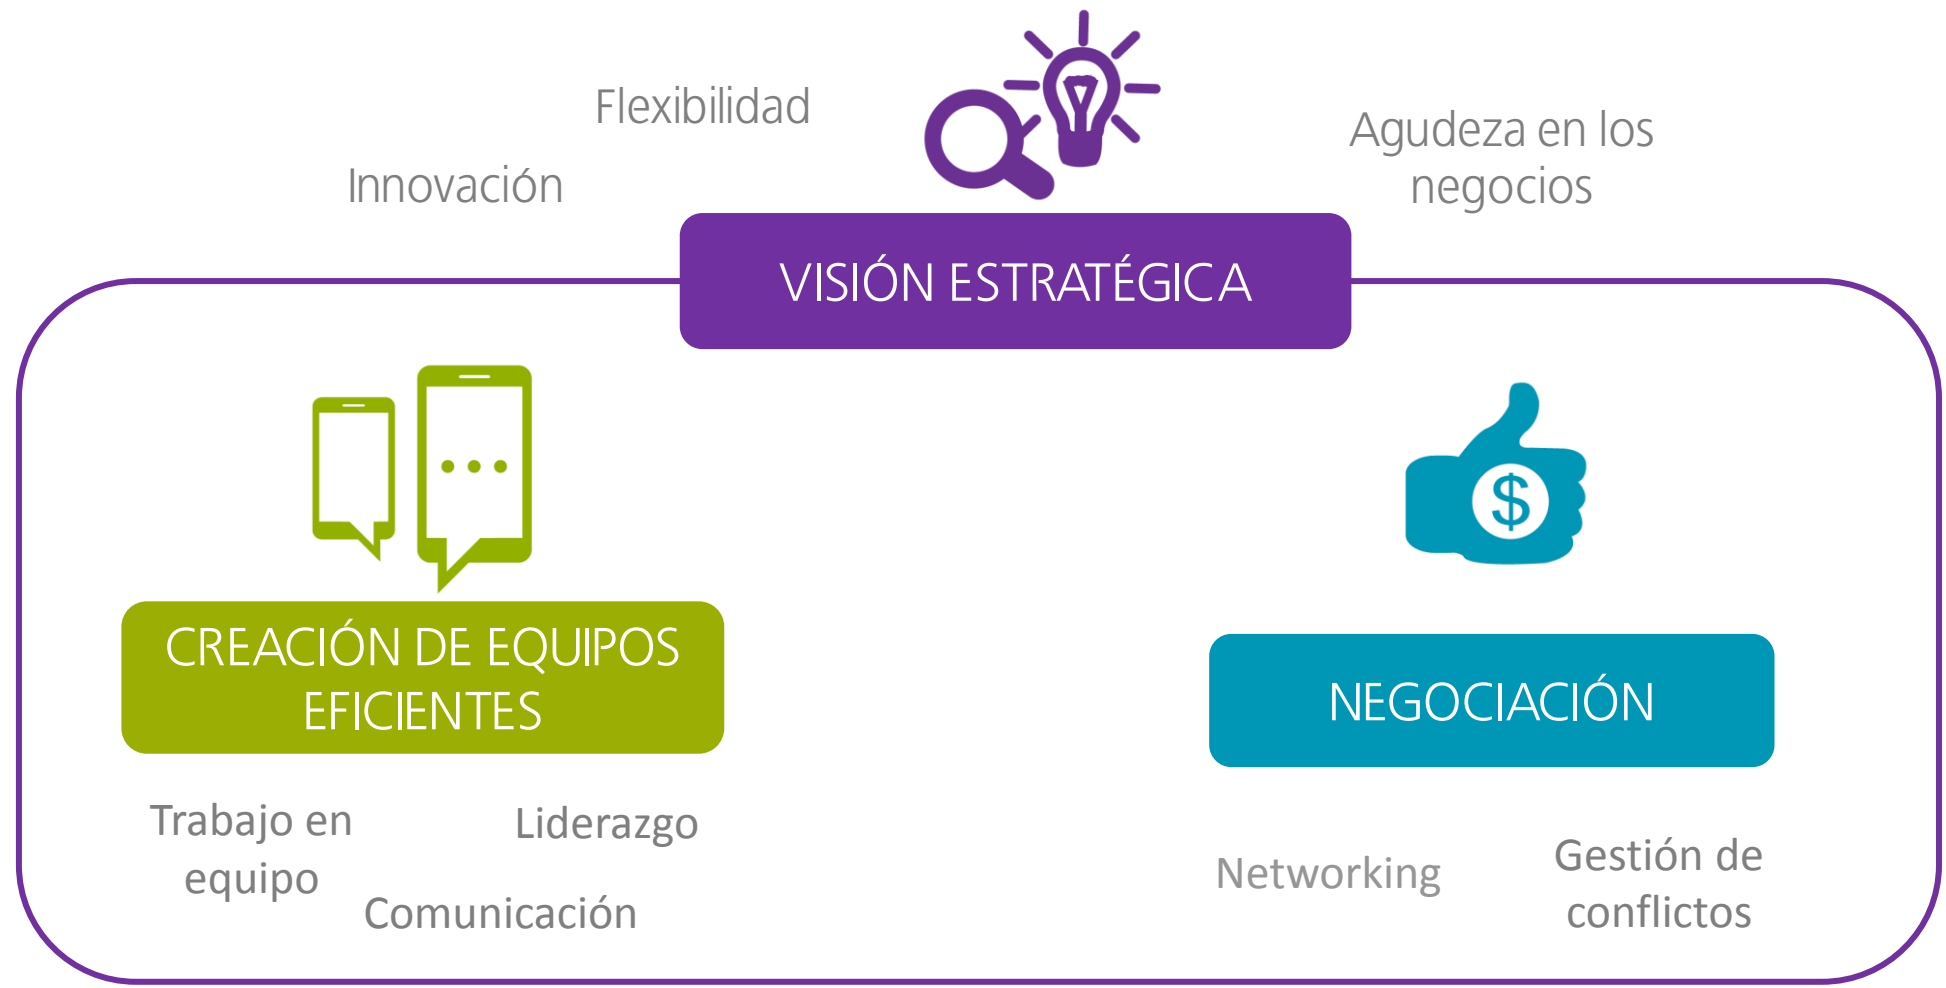 Flexibilidad
Innovación
Agudeza en los
negocios
VISIÓN ESTRATÉGICA
$
CREACIÓN DE EQUIPOS
EFICIENTES
NEGOCIACIÓN
Trabajo en
equipo
Liderazgo
Comunicación
Networking
Gestión de
conflictos